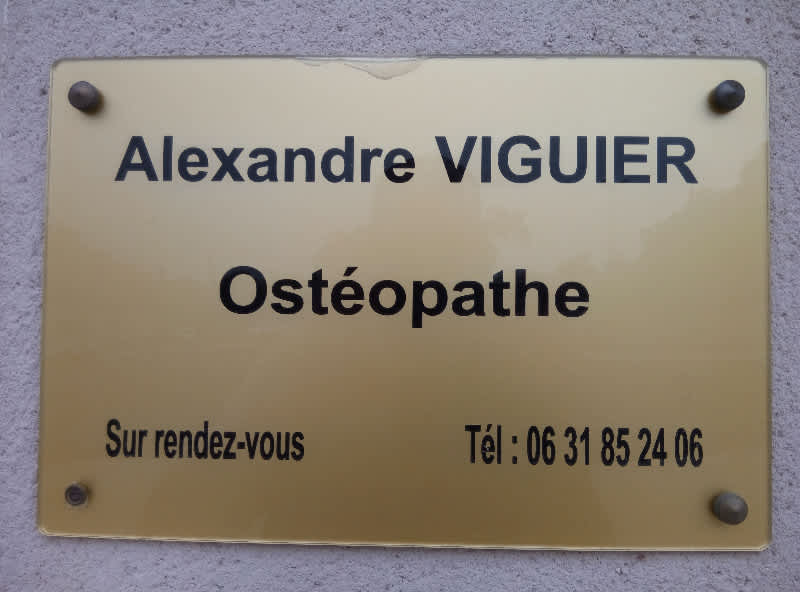 Alexandre VIGUIER
Ostéopathe
Sur rendez-vous Tél : 06 31 85 24 06